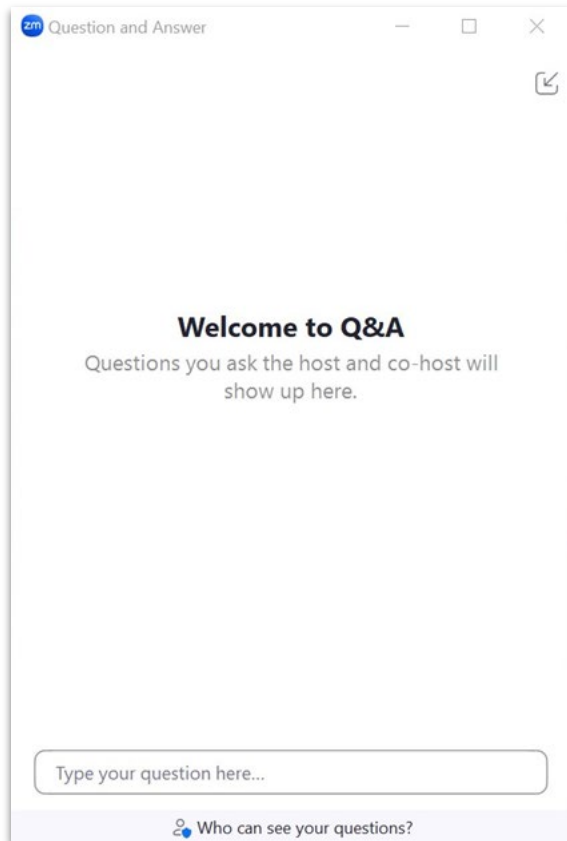 zm Question and Answer
Welcome to Q&A
Questions you ask the host and co-host will
show up here.
Type your question here...
Who can see your questions?